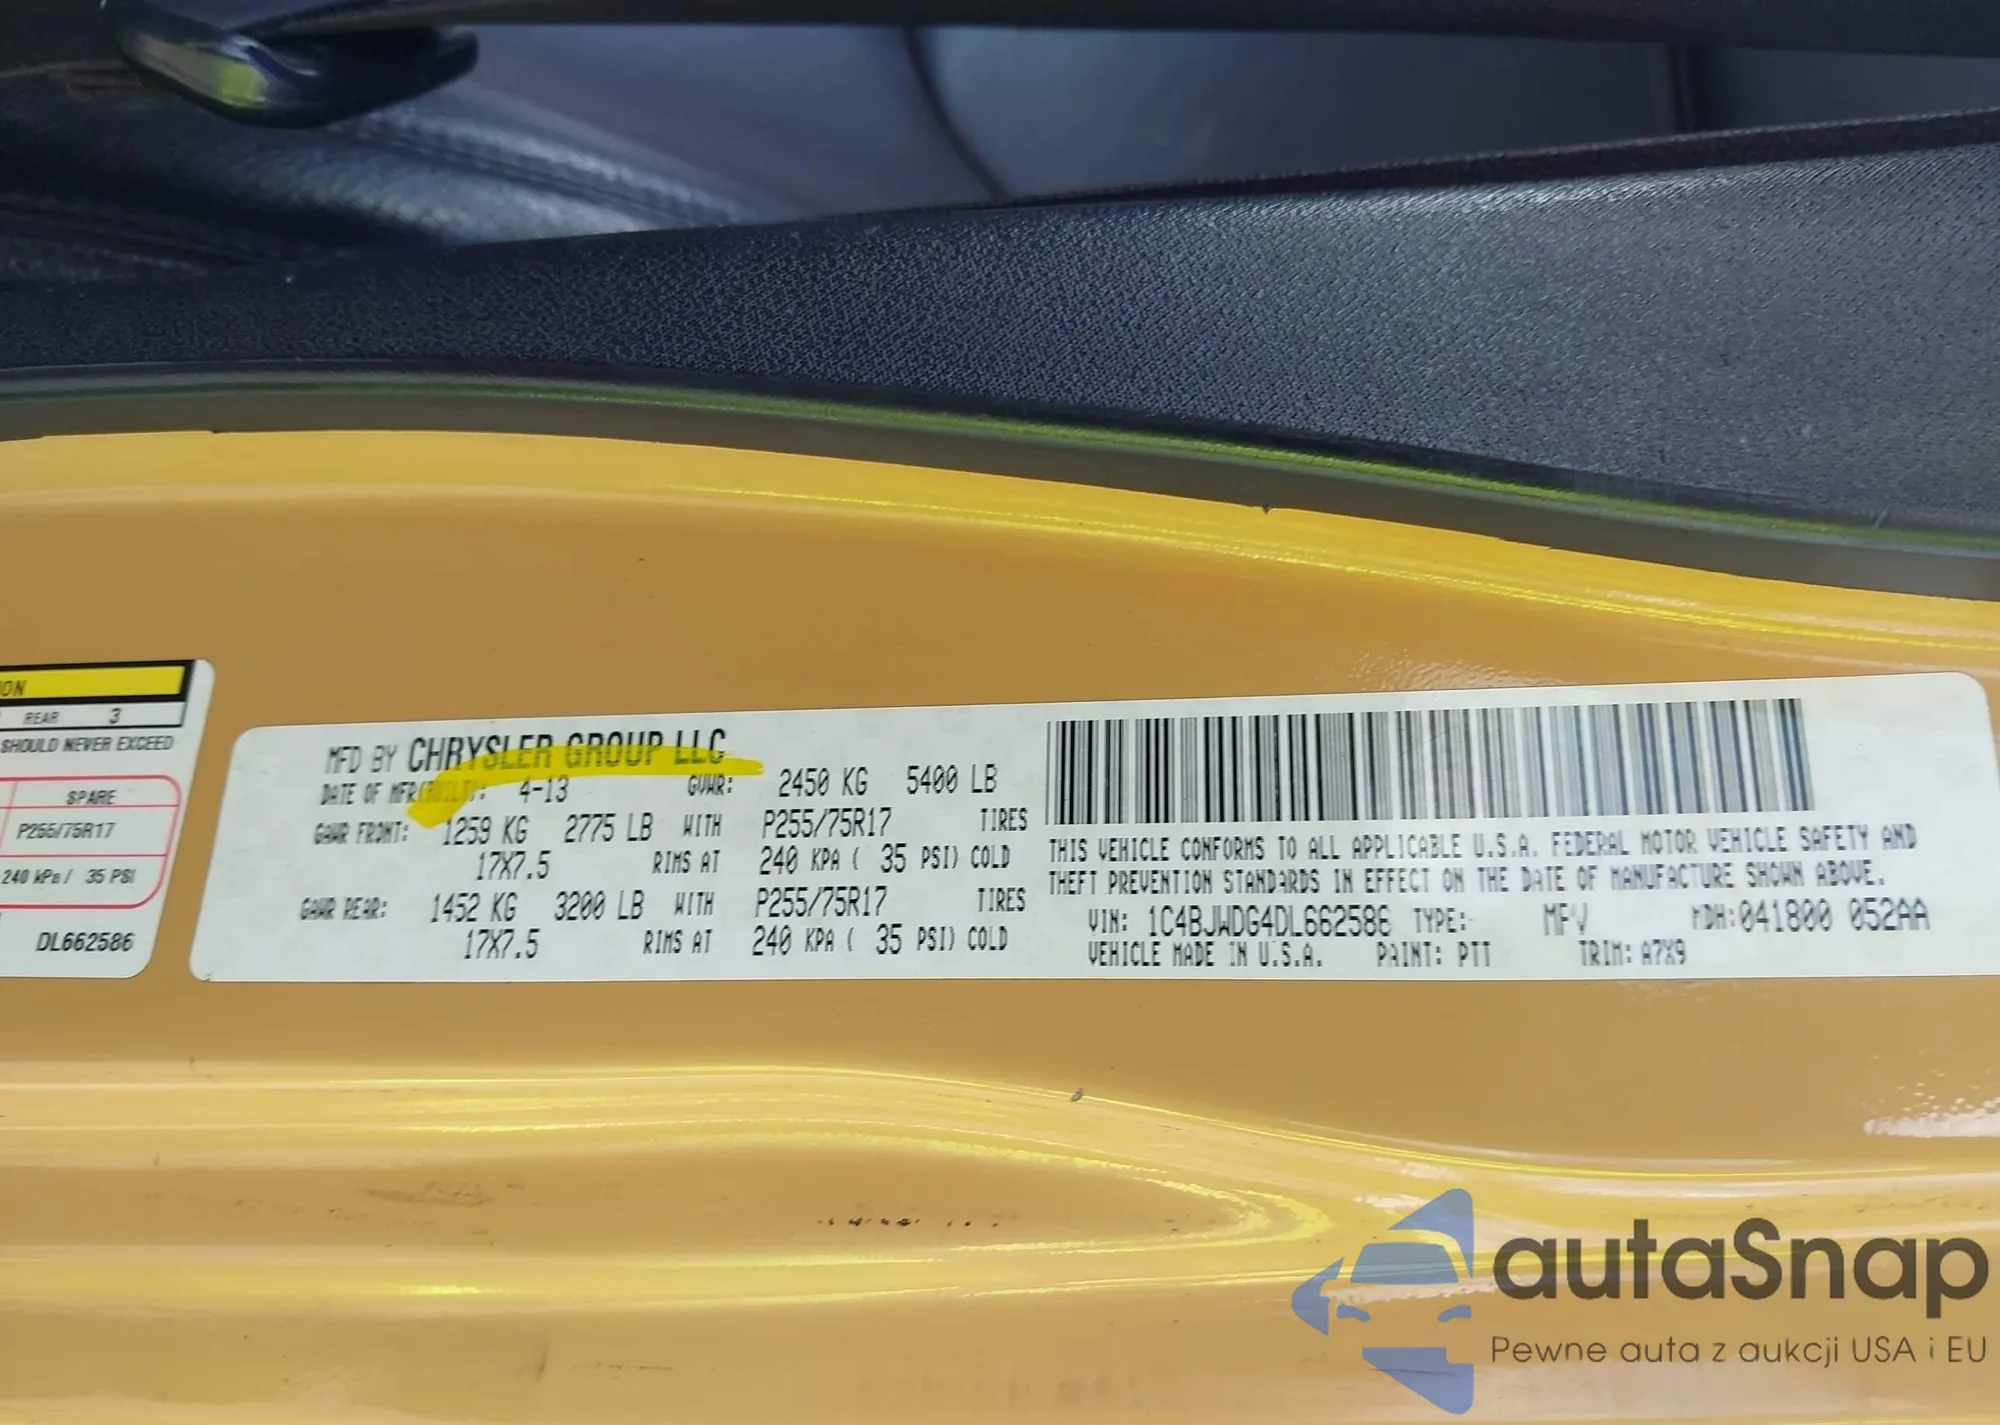 ION
REAR 3
SHOULD NEVER EXCEED
SPARE
P255/75R17
240 kPa / 35 PSI
DL662586
MFD BY CHRYSLER GROUP LLC
DATE OF MFR(BUILT): 4-13 GVWR: 2450 KG 5400 LB
GAWR FRONT: 1259 KG 2775 LB WITH P255/75R17 TIRES
17X7.5 RIMS AT 240 KPA ( 35 PSI) COLD
GAWR REAR: 1452 KG 3200 LB WITH P255/75R17 TIRES
17X7.5 RIMS AT 240 KPA ( 35 PSI) COLD
THIS VEHICLE CONFORMS TO ALL APPLICABLE U.S.A. FEDERAL MOTOR VEHICLE SAFETY AND
THEFT PREVENTION STANDARDS IN EFFECT ON THE DATE OF MANUFACTURE SHOWN ABOVE.
VIN: 1C4BJWDG4DL662586 TYPE: MPV MDH:041800 052AA
VEHICLE MADE IN U.S.A. PAINT: PTT TRIM: A7X9
autaSnap
Pewne auta z aukcji USA i EU